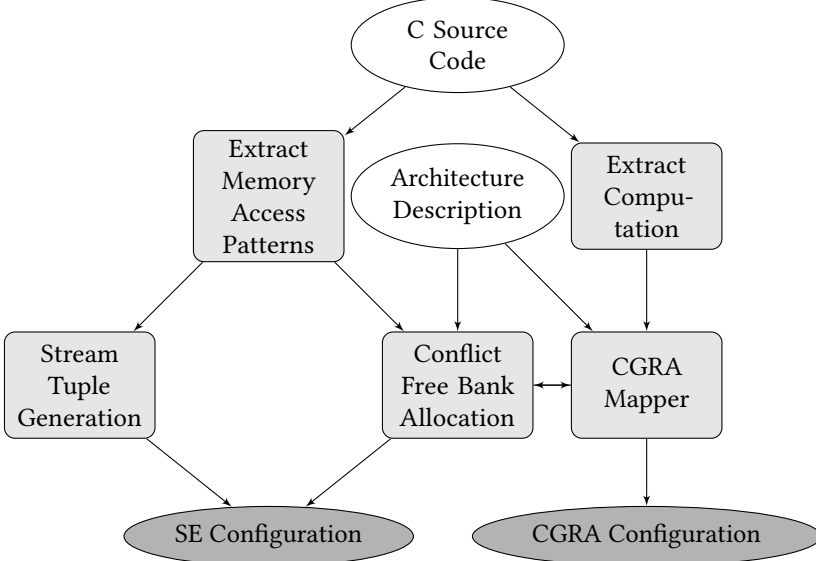 C Source
Code
Extract
Memory
Access
Patterns
Architecture
Description
Extract
Compu-
tation
Stream
Tuple
Generation
Conflict
Free Bank
Allocation
CGRA
Mapper
SE Configuration
CGRA Configuration